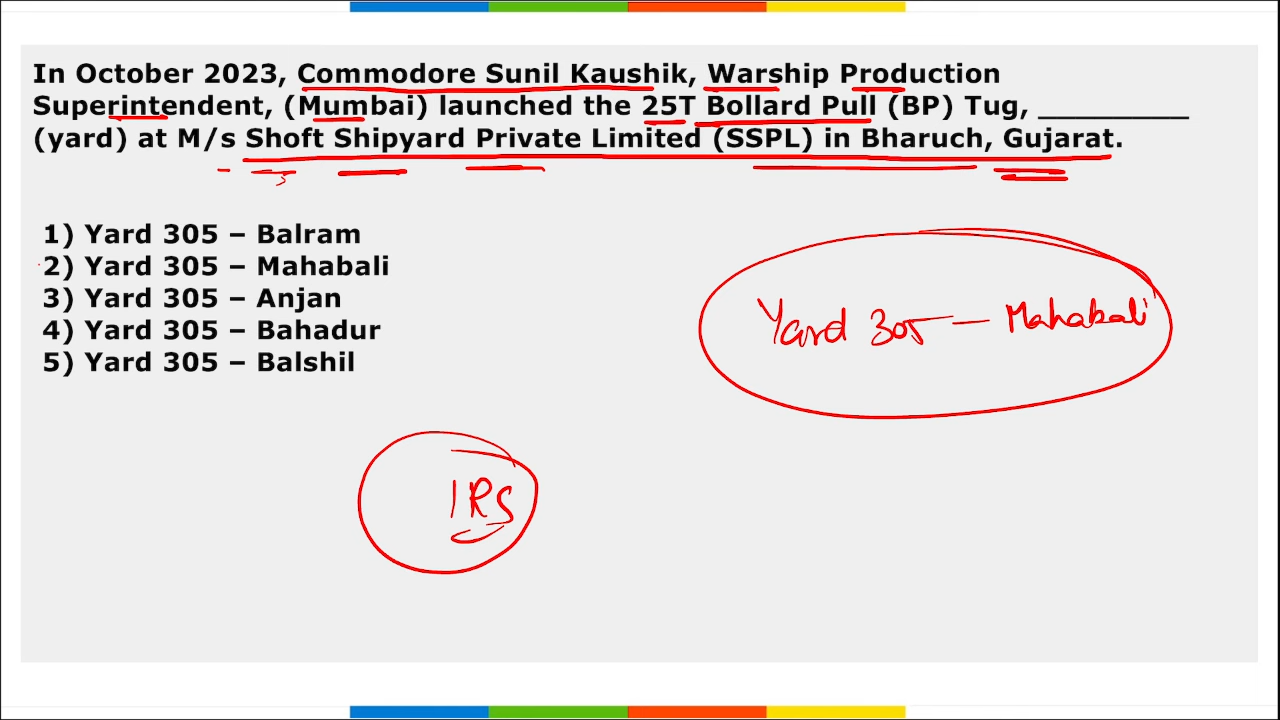 In October 2023, Commodore Sunil Kaushik, Warship Production
Superintendent, (Mumbai) launched the 25T Bollard Pull (BP) Tug, __________
(yard) at M/s Shoft Shipyard Private Limited (SSPL) in Bharuch, Gujarat.
1) Yard 305 – Balram
2) Yard 305 – Mahabali
3) Yard 305 – Anjan
4) Yard 305 – Bahadur
5) Yard 305 – Balshil
Yard 305 – Mahabali
IRS